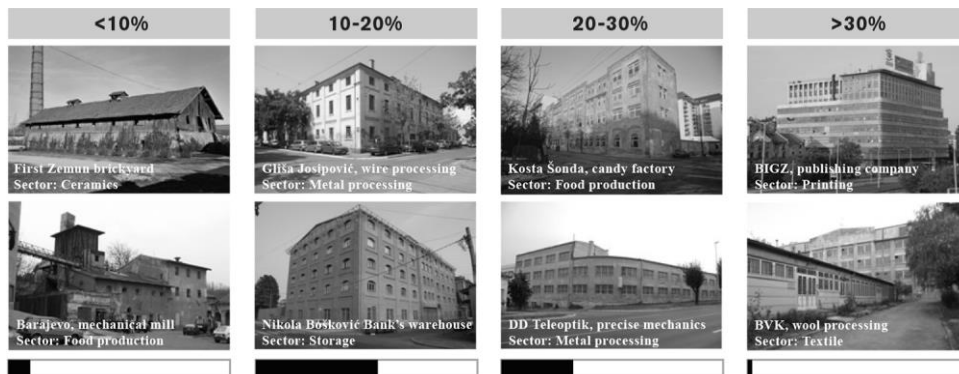 <10%
10-20%
20-30%
>30%
First Zemun brickyard
Sector: Ceramics
Gliša Josipović, wire processing
Sector: Metal processing
Kosta Šonda, candy factory
Sector: Food production
BIGZ, publishing company
Sector: Printing
Barajevo, mechanical mill
Sector: Food production
Nikola Bošković Bank's warehouse
Sector: Storage
DD Teleoptik, precise mechanics
Sector: Metal processing
BVK, wool processing
Sector: Textile